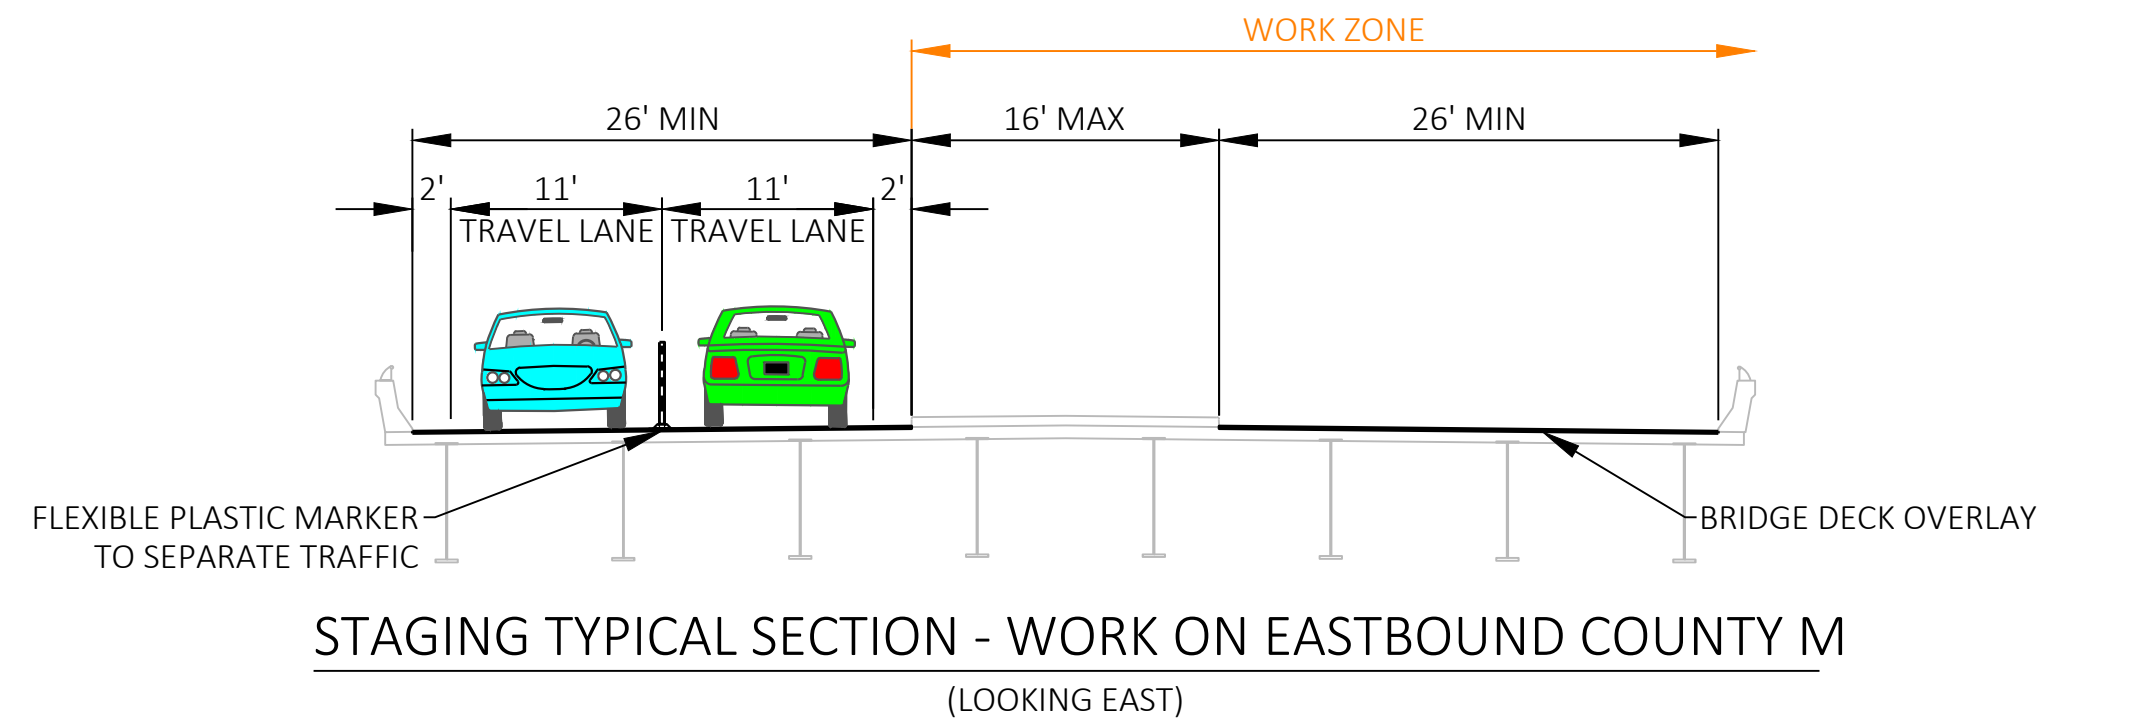 WORK ZONE
26' MIN
16' MAX
26' MIN
2'
11'
11'
2'
TRAVEL LANE
TRAVEL LANE
FLEXIBLE PLASTIC MARKER
TO SEPARATE TRAFFIC
BRIDGE DECK OVERLAY
STAGING TYPICAL SECTION - WORK ON EASTBOUND COUNTY M
(LOOKING EAST)